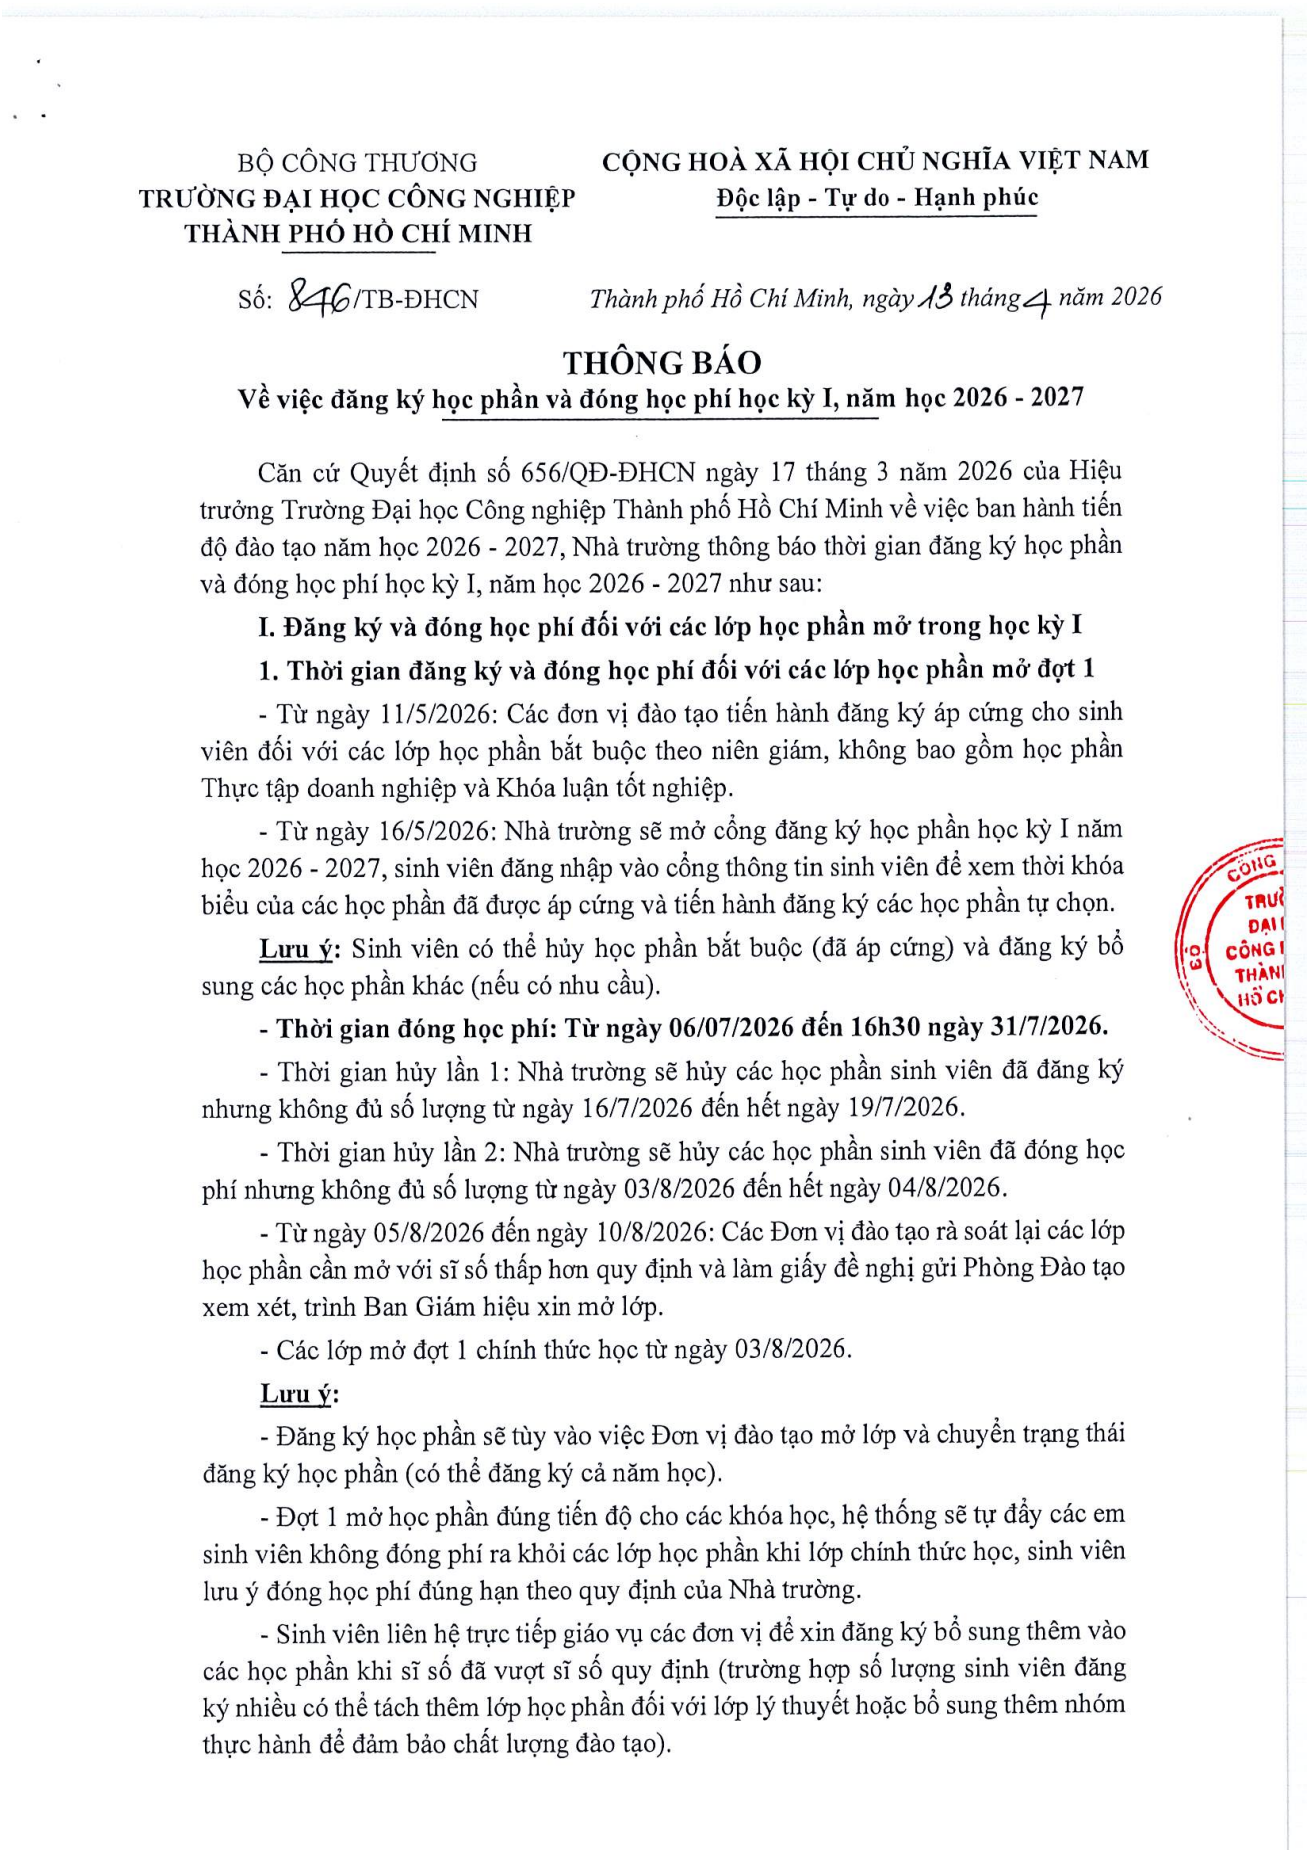 BỘ CÔNG THƯƠNG
TRƯỜNG ĐẠI HỌC CÔNG NGHIỆP
THÀNH PHỐ HỒ CHÍ MINH
CỘNG HOÀ XÃ HỘI CHỦ NGHĨA VIỆT NAM
Độc lập - Tự do - Hạnh phúc
Số: 846/TB-ĐHCN
Thành phố Hồ Chí Minh, ngày 13 tháng 4 năm 2026
THÔNG BÁO
Về việc đăng ký học phần và đóng học phí học kỳ I, năm học 2026 - 2027
Căn cứ Quyết định số 656/QĐ-ĐHCN ngày 17 tháng 3 năm 2026 của Hiệu
trưởng Trường Đại học Công nghiệp Thành phố Hồ Chí Minh về việc ban hành tiến
độ đào tạo năm học 2026 - 2027, Nhà trường thông báo thời gian đăng ký học phần
và đóng học phí học kỳ I, năm học 2026 - 2027 như sau:
I. Đăng ký và đóng học phí đối với các lớp học phần mở trong học kỳ I
1. Thời gian đăng ký và đóng học phí đối với các lớp học phần mở đợt 1
- Từ ngày 11/5/2026: Các đơn vị đào tạo tiến hành đăng ký áp cứng cho sinh
viên đối với các lớp học phần bắt buộc theo niên giám, không bao gồm học phần
Thực tập doanh nghiệp và Khóa luận tốt nghiệp.
- Từ ngày 16/5/2026: Nhà trường sẽ mở cổng đăng ký học phần học kỳ I năm
học 2026 - 2027, sinh viên đăng nhập vào cổng thông tin sinh viên để xem thời khóa
biểu của các học phần đã được áp cứng và tiến hành đăng ký các học phần tự chọn.
Lưu ý: Sinh viên có thể hủy học phần bắt buộc (đã áp cứng) và đăng ký bổ
sung các học phần khác (nếu có nhu cầu).
- Thời gian đóng học phí: Từ ngày 06/07/2026 đến 16h30 ngày 31/7/2026.
- Thời gian hủy lần 1: Nhà trường sẽ hủy các học phần sinh viên đã đăng ký
nhưng không đủ số lượng từ ngày 16/7/2026 đến hết ngày 19/7/2026.
- Thời gian hủy lần 2: Nhà trường sẽ hủy các học phần sinh viên đã đóng học
phí nhưng không đủ số lượng từ ngày 03/8/2026 đến hết ngày 04/8/2026.
- Từ ngày 05/8/2026 đến ngày 10/8/2026: Các Đơn vị đào tạo rà soát lại các lớp
học phần cần mở với sĩ số thấp hơn quy định và làm giấy đề nghị gửi Phòng Đào tạo
xem xét, trình Ban Giám hiệu xin mở lớp.
- Các lớp mở đợt 1 chính thức học từ ngày 03/8/2026.
Lưu ý:
- Đăng ký học phần sẽ tùy vào việc Đơn vị đào tạo mở lớp và chuyển trạng thái
đăng ký học phần (có thể đăng ký cả năm học).
- Đợt 1 mở học phần đúng tiến độ cho các khóa học, hệ thống sẽ tự đẩy các em
sinh viên không đóng phí ra khỏi các lớp học phần khi lớp chính thức học, sinh viên
lưu ý đóng học phí đúng hạn theo quy định của Nhà trường.
- Sinh viên liên hệ trực tiếp giáo vụ các đơn vị để xin đăng ký bổ sung thêm vào
các học phần khi sĩ số đã vượt sĩ số quy định (trường hợp số lượng sinh viên đăng
ký nhiều có thể tách thêm lớp học phần đối với lớp lý thuyết hoặc bổ sung thêm nhóm
thực hành để đảm bảo chất lượng đào tạo).
CÔNG
ĐẠI
CÔNG